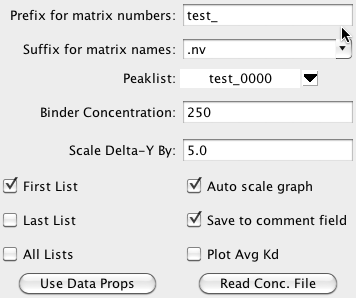 Prefix for matrix numbers: test_
Suffix for matrix names: .nv
Peaklist: test_0000
Binder Concentration: 250
Scale Delta-Y By: 5.0
First List Auto scale graph
Last List Save to comment field
All Lists Plot Avg Kd
Use Data Props Read Conc. File